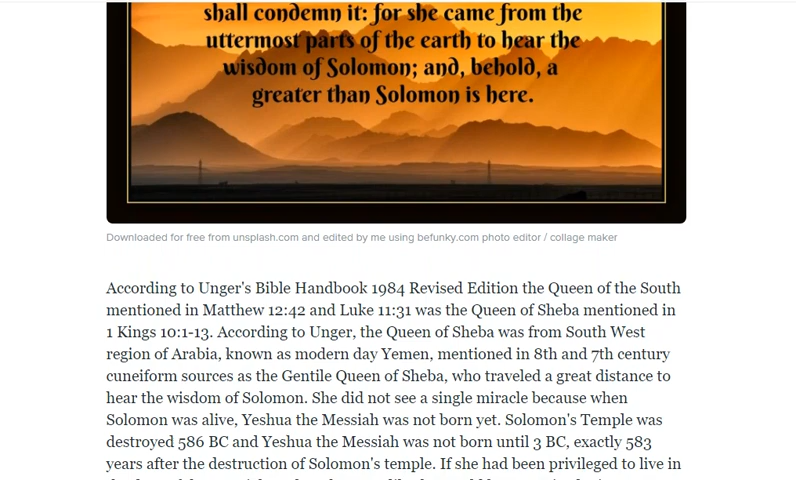 shall condemn it: for she came from the
uttermost parts of the earth to hear the
wisdom of Solomon; and, behold, a
greater than Solomon is here.
Downloaded for free from unsplash.com and edited by me using befunky.com photo editor / collage maker
According to Unger's Bible Handbook 1984 Revised Edition the Queen of the South
mentioned in Matthew 12:42 and Luke 11:31 was the Queen of Sheba mentioned in
1 Kings 10:1-13. According to Unger, the Queen of Sheba was from South West
region of Arabia, known as modern day Yemen, mentioned in 8th and 7th century
cuneiform sources as the Gentile Queen of Sheba, who traveled a great distance to
hear the wisdom of Solomon. She did not see a single miracle because when
Solomon was alive, Yeshua the Messiah was not born yet. Solomon's Temple was
destroyed 586 BC and Yeshua the Messiah was not born until 3 BC, exactly 583
years after the destruction of Solomon's temple. If she had been privileged to live in